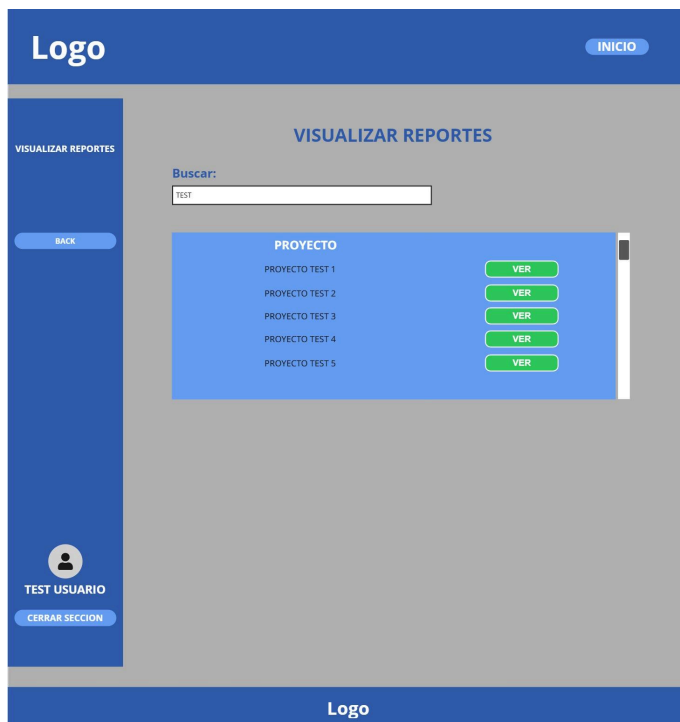 Logo
INICIO
VISUALIZAR REPORTES
VISUALIZAR REPORTES
Buscar:
TEST
BACK
PROYECTO
PROYECTO TEST 1 VER
PROYECTO TEST 2 VER
PROYECTO TEST 3 VER
PROYECTO TEST 4 VER
PROYECTO TEST 5 VER
TEST USUARIO
CERRAR SECCION
Logo